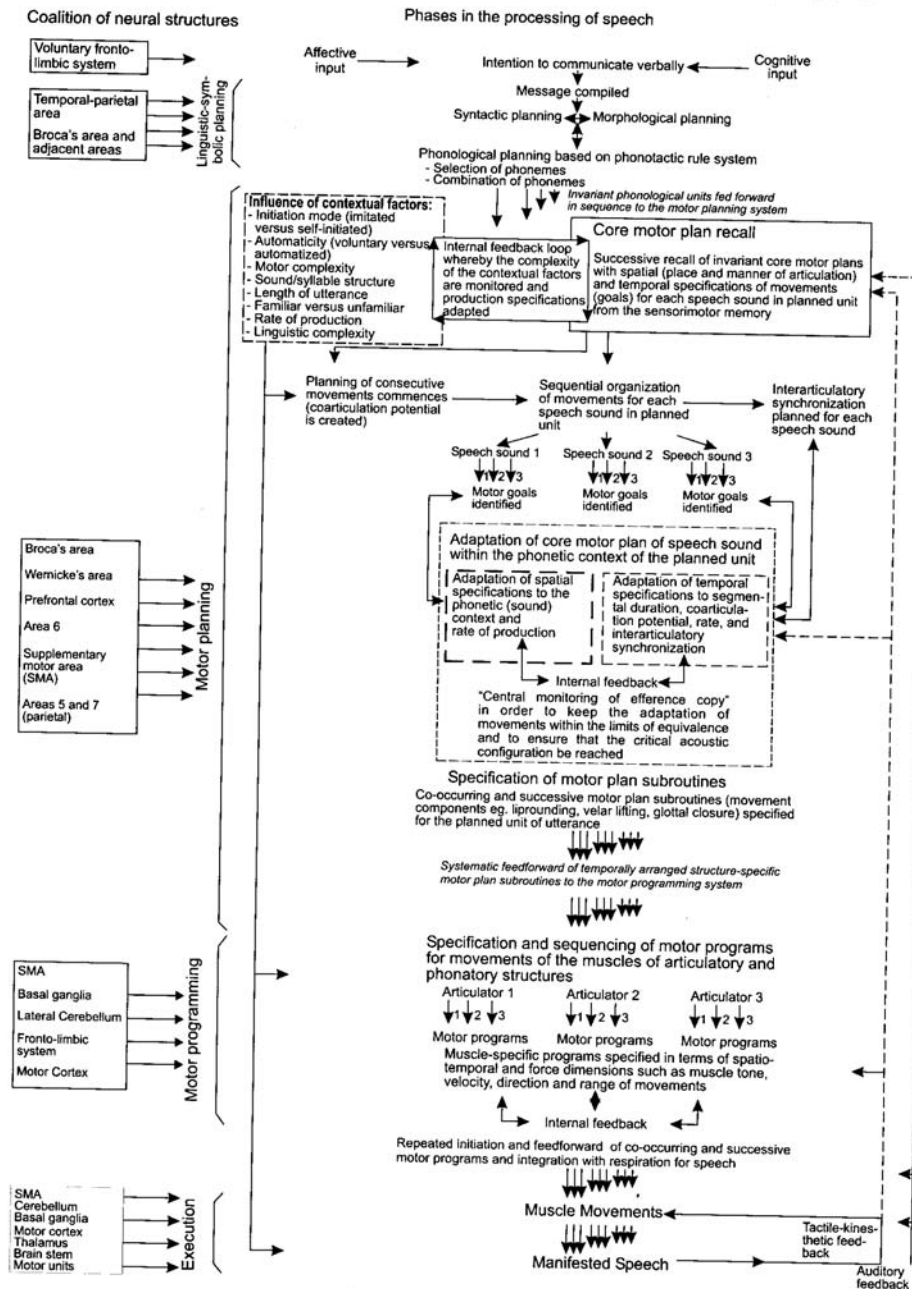 Coalition of neural structures
Phases in the processing of speech
Voluntary fronto-
limbic system
Affective
input
Intention to communicate verbally
Cognitive
input
Message compiled
Temporal-parietal
area
Broca's area and
adjacent areas
Linguistic-sym-
bolic planning
Syntactic planning
Morphological planning
Phonological planning based on phonotactic rule system
- Selection of phonemes
- Combination of phonemes
Invariant phonological units fed forward
in sequence to the motor planning system
Influence of contextual factors:
- Initiation mode (imitated
versus self-initiated)
- Automaticity (voluntary versus
automatized)
- Motor complexity
- Sound/syllable structure
- Length of utterance
- Familiar versus unfamiliar
- Rate of production
- Linguistic complexity
Internal feedback loop
whereby the complexity
of the contextual factors
are monitored and
production specifications
adapted
Core motor plan recall
Successive recall of invariant core motor plans
with spatial (place and manner of articulation)
and temporal specifications of movements
(goals) for each speech sound in planned unit
from the sensorimotor memory
Planning of consecutive
movements commences
(coarticulation potential
is created)
Sequential organization
of movements for each
speech sound in planned
unit
Interarticulatory
synchronization
planned for each
speech sound
Speech sound 1
Speech sound 2
Speech sound 3
1 2 3
1 2 3
1 2 3
Motor goals
identified
Motor goals
identified
Motor goals
identified
Broca's area
Wernicke's area
Prefrontal cortex
Area 6
Supplementary
motor area
(SMA)
Areas 5 and 7
(parietal)
Motor planning
Adaptation of core motor plan of speech sound
within the phonetic context of the planned unit
Adaptation of spatial
specifications to the
phonetic (sound)
context and
rate of production
Adaptation of temporal
specifications to segmen-
tal duration, coarticula-
tion potential, rate, and
interarticulatory
synchronization
Internal feedback
"Central monitoring of efference copy"
in order to keep the adaptation of
movements within the limits of equivalence
and to ensure that the critical acoustic
configuration be reached
Specification of motor plan subroutines
Co-occurring and successive motor plan subroutines (movement
components eg. liprounding, velar lifting, glottal closure) specified
for the planned unit of utterance
Systematic feedforward of temporally arranged structure-specific
motor plan subroutines to the motor programming system
Specification and sequencing of motor programs
for movements of the muscles of articulatory and
phonatory structures
SMA
Basal ganglia
Lateral Cerebellum
Fronto-limbic
system
Motor Cortex
Motor programming
Articulator 1
Articulator 2
Articulator 3
1 2 3
1 2 3
1 2 3
Motor programs
Motor programs
Motor programs
Muscle-specific programs specified in terms of spatio-
temporal and force dimensions such as muscle tone,
velocity, direction and range of movements
Internal feedback
Repeated initiation and feedforward of co-occurring and successive
motor programs and integration with respiration for speech
SMA
Cerebellum
Basal ganglia
Motor cortex
Thalamus
Brain stem
Motor units
Execution
Muscle Movements
Manifested Speech
Tactile-kines-
thetic feed-
back
Auditory
feedback